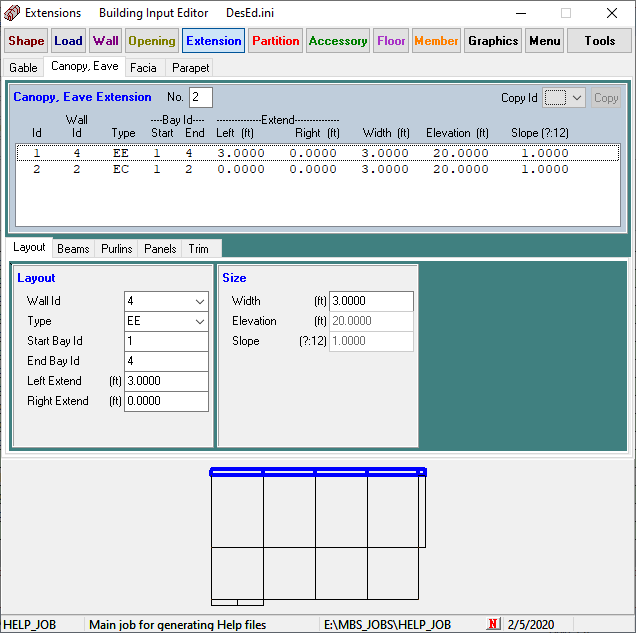 Extensions Building Input Editor DesEd.ini
Shape Load Wall Opening Extension Partition Accessory Floor Member Graphics Menu Tools
Gable Canopy, Eave Facia Parapet
Canopy, Eave Extension No. 2 Copy Id Copy
Wall ----Bay Id---- --------------Extend--------------
Id Id Type Start End Left (ft) Right (ft) Width (ft) Elevation (ft) Slope (?:12)
1 4 EE 1 4 3.0000 0.0000 3.0000 20.0000 1.0000
2 2 EC 1 2 0.0000 0.0000 3.0000 20.0000 1.0000
Layout Beams Purlins Panels Trim
Layout Size
Wall Id 4 Width (ft) 3.0000
Type EE Elevation (ft) 20.0000
Start Bay Id 1 Slope (?:12) 1.0000
End Bay Id 4
Left Extend (ft) 3.0000
Right Extend (ft) 0.0000
HELP_JOB Main job for generating Help files E:\MBS_JOBS\HELP_JOB N 2/5/2020